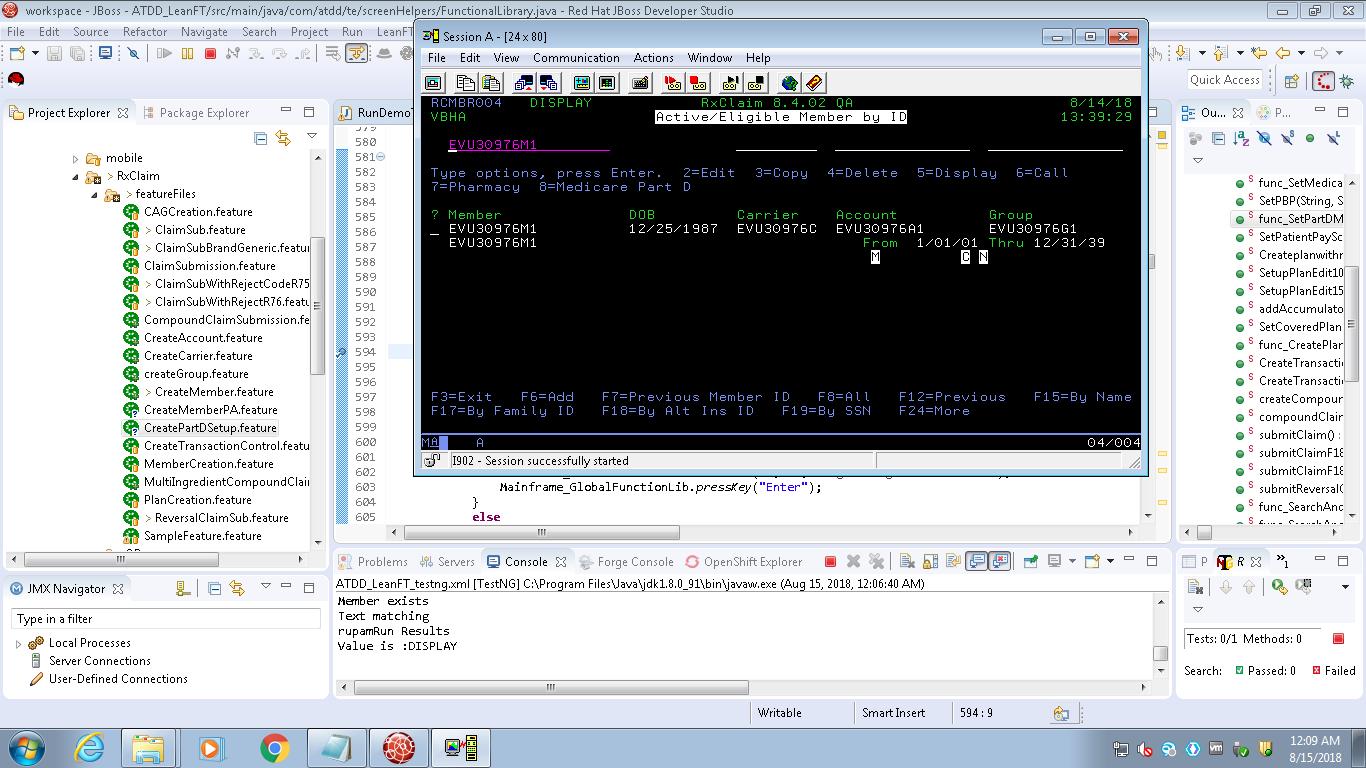 workspace - JBoss - ATDD_LeanFT/src/main/java/com/atdd/te/screenHelpers/FunctionalLibrary.java - Red Hat JBoss Developer Studio
File Edit Source Refactor Navigate Search Project Run LeanFT
Quick Access
Project Explorer
Package Explorer
mobile
> RxClaim
> featureFiles
CAGCreation.feature
> ClaimSub.feature
> ClaimSubBrandGeneric.featu
ClaimSubmission.feature
> ClaimSubWithRejectCodeR75
> ClaimSubWithRejectR76.featu
CompoundClaimSubmission.fe
CreateAccount.feature
CreateCarrier.feature
createGroup.feature
> CreateMember.feature
CreateMemberPA.feature
CreatePartDSetup.feature
CreateTransactionControl.featu
MemberCreation.feature
MultiIngredientCompoundClai
PlanCreation.feature
> ReversalClaimSub.feature
SampleFeature.feature
RunDemoT
579
580
581
582
583
584
585
586
587
588
589
590
591
592
593
594
595
596
597
598
599
600
601
602
603 Mainframe_GlobalFunctionLib.pressKey("Enter");
604 }
605 else
Session A - [24 x 80]
File Edit View Communication Actions Window Help
RCMBR004 DISPLAY RxClaim 8.4.02 QA 8/14/18
VBHA Active/Eligible Member by ID 13:39:29
EVU30976M1
Type options, press Enter. 2=Edit 3=Copy 4=Delete 5=Display 6=Call
7=Pharmacy 8=Medicare Part D
? Member DOB Carrier Account Group
_ EVU30976M1 12/25/1987 EVU30976C EVU30976A1 EVU30976G1
EVU30976M1 From 1/01/01 Thru 12/31/39
M C N
F3=Exit F6=Add F7=Previous Member ID F8=All F12=Previous F15=By Name
F17=By Family ID F18=By Alt Ins ID F19=By SSN F24=More
MA A 04/004
I902 - Session successfully started
Ou...
P...
func_SetMedica
SetPBP(String, S
func_SetPartDM
SetPatientPaySc
Createplanwithr
SetupPlanEdit10
SetupPlanEdit15
addAccumulato
SetCoveredPlan
func_CreatePlan
CreateTransacti
CreateTransacti
createCompour
compoundClain
submitClaim() :
submitClaimF18
submitClaimF18
submitReversalC
func_SearchAnc
JMX Navigator
Type in a filter
Local Processes
Server Connections
User-Defined Connections
Problems Servers Console Forge Console OpenShift Explorer
ATDD_LeanFT_testng.xml [TestNG] C:\Program Files\Java\jdk1.8.0_91\bin\javaw.exe (Aug 15, 2018, 12:06:40 AM)
Member exists
Text matching
rupamRun Results
Value is :DISPLAY
P R »1
Tests: 0/1 Methods: 0
Search: Passed: 0 Failed
Writable Smart Insert 594 : 9
12:09 AM
8/15/2018